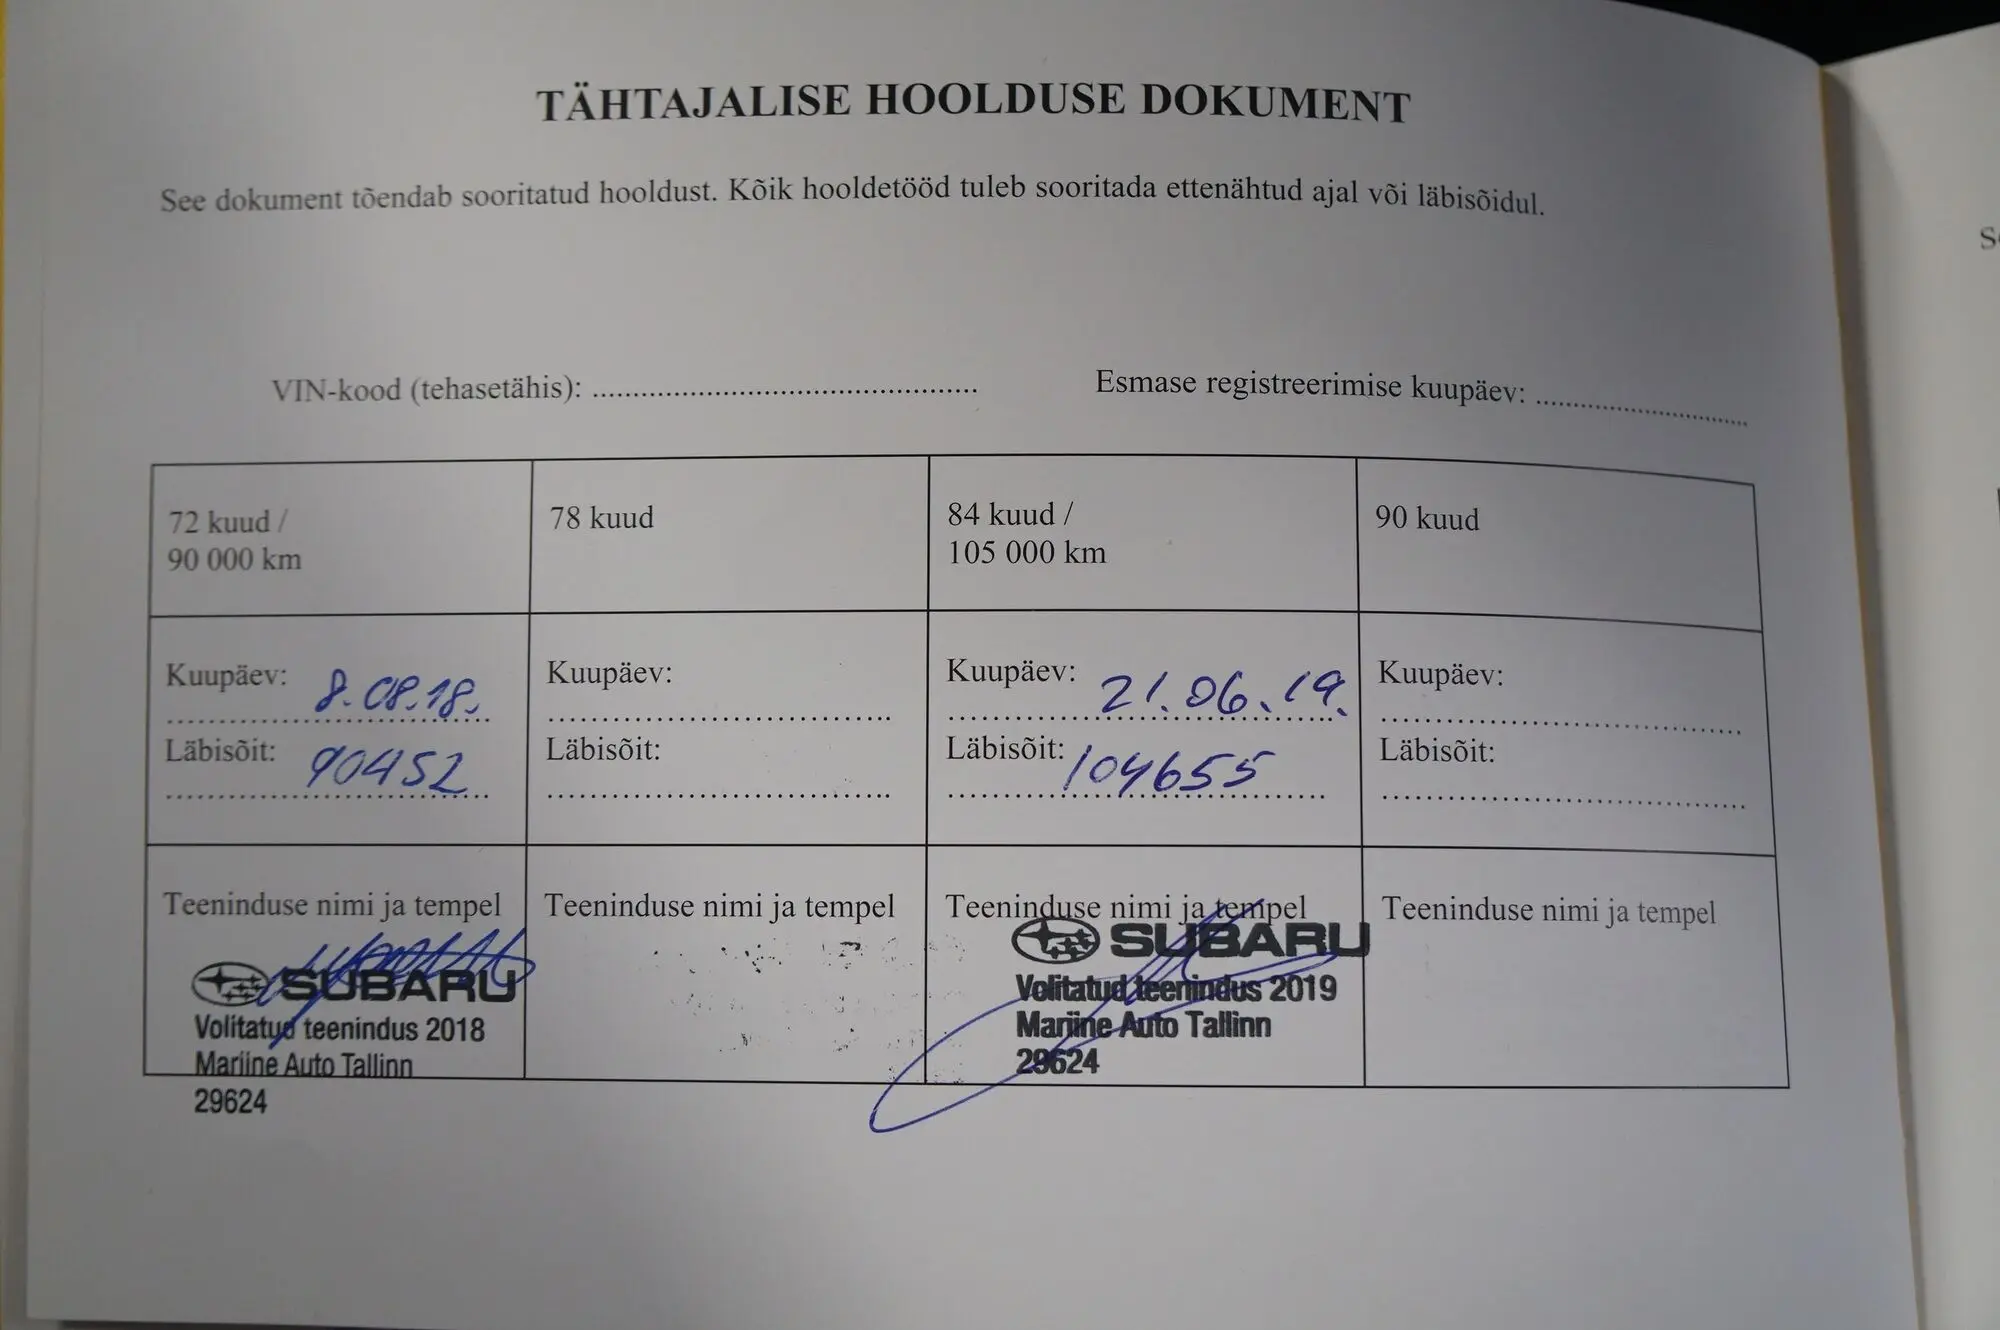 TÄHTAJALISE HOOLDUSE DOKUMENT
See dokument tõendab sooritatud hooldust. Kõik hooldetööd tuleb sooritada ettenähtud ajal või läbisõidul.
VIN-kood (tehasetähis): ............................................... Esmase registreerimise kuupäev: ...........................
72 kuud /
90 000 km
78 kuud
84 kuud /
105 000 km
90 kuud
Kuupäev: 8.08.18.
Läbisõit: 90452
Kuupäev:
Läbisõit:
Kuupäev: 21.06.19.
Läbisõit: 104655
Kuupäev:
Läbisõit:
Teeninduse nimi ja tempel
SUBARU
Volitatud teenindus 2018
Mariine Auto Tallinn
29624
Teeninduse nimi ja tempel
Teeninduse nimi ja tempel
SUBARU
Volitatud teenindus 2019
Mariine Auto Tallinn
29624
Teeninduse nimi ja tempel